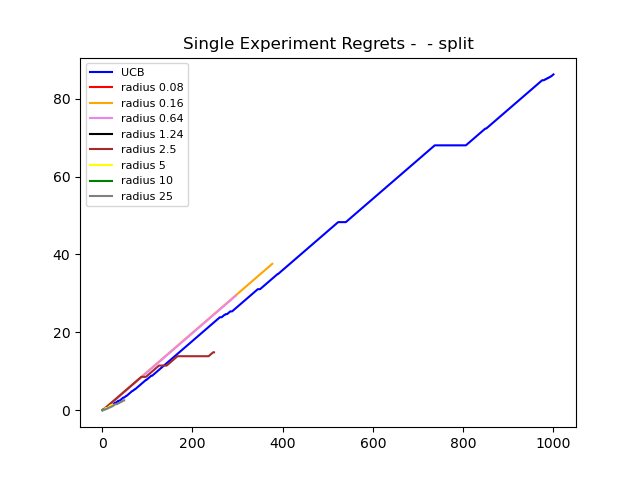 Single Experiment Regrets -  - split
UCB
radius 0.08
radius 0.16
radius 0.64
radius 1.24
radius 2.5
radius 5
radius 10
radius 25
80
60
40
20
0
0 200 400 600 800 1000